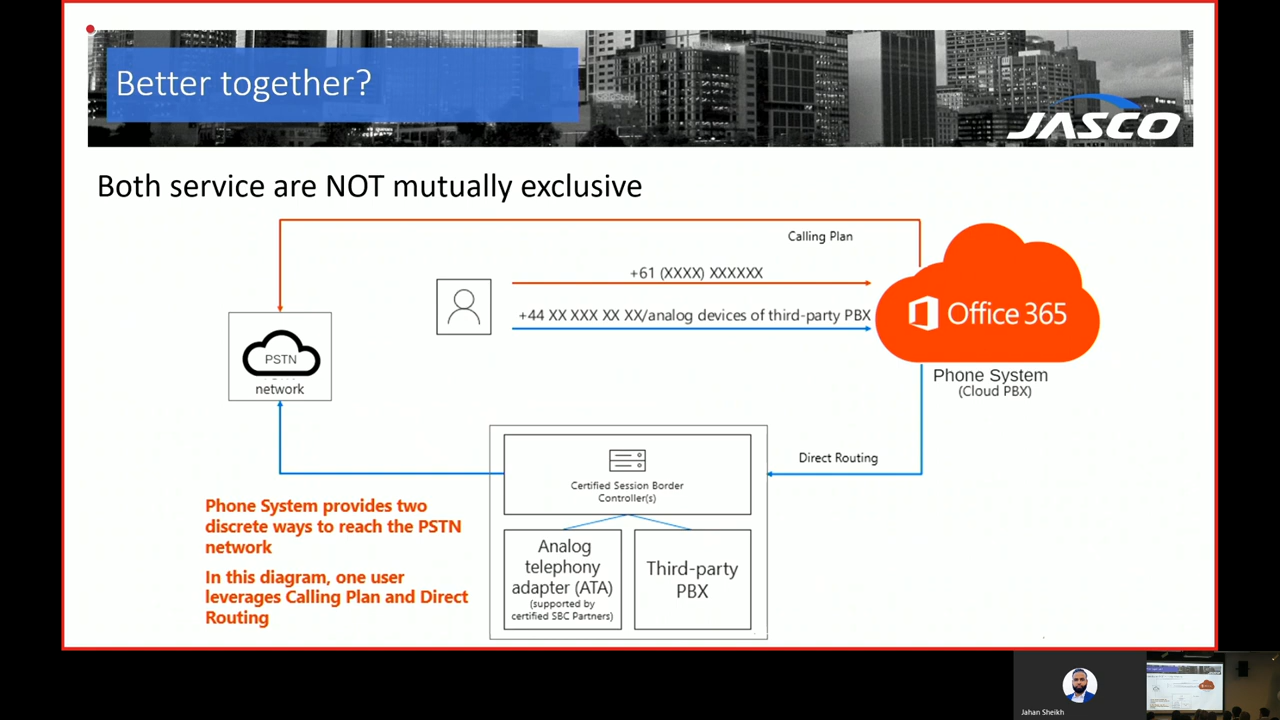 Better together?
JASCO
Both service are NOT mutually exclusive
Calling Plan
+61 (XXXX) XXXXXX
+44 XX XXX XX XX/analog devices of third-party PBX
Office 365
PSTN
network
Phone System
(Cloud PBX)
Direct Routing
Certified Session Border
Controller(s)
Phone System provides two
discrete ways to reach the PSTN
network
In this diagram, one user
leverages Calling Plan and Direct
Routing
Analog
telephony
adapter (ATA)
(supported by
certified SBC Partners)
Third-party
PBX
Jahan Sheikh